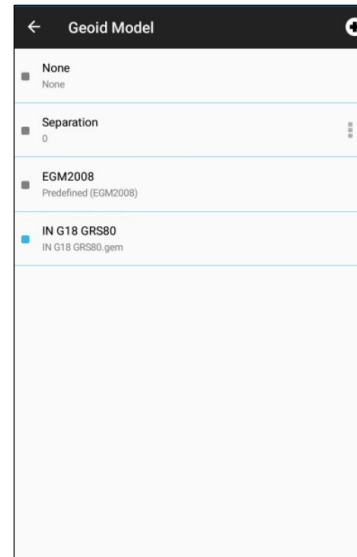 Geoid Model
None
None
Separation
0
EGM2008
Predefined (EGM2008)
IN G18 GRS80
IN G18 GRS80.gem